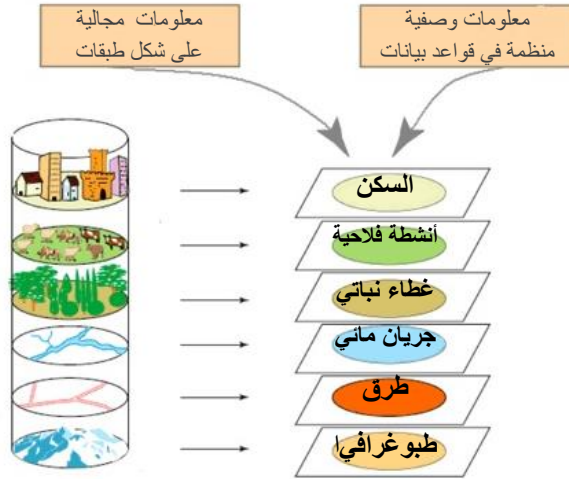 معلومات مجالية
على شكل طبقات
معلومات وصفية
منظمة في قواعد بيانات
السكن
أنشطة فلاحية
غطاء نباتي
جريان مائي
طرق
طبوغرافيا